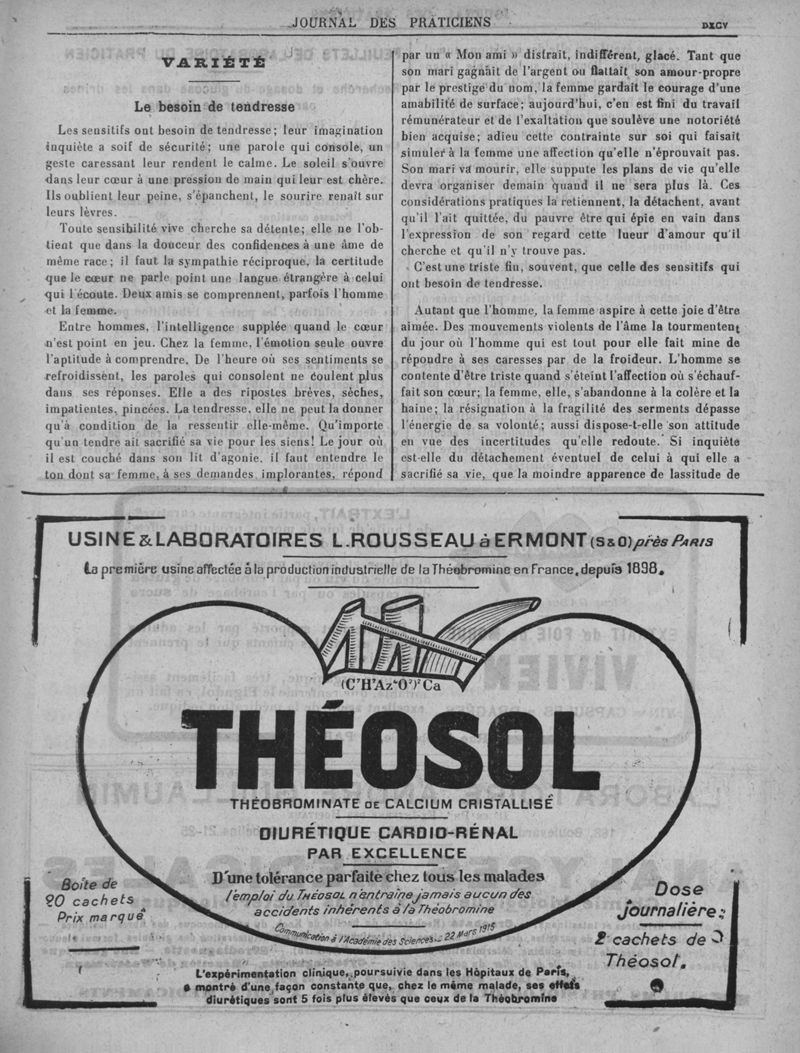 JOURNAL DES PRATICIENS
DXCV
VARIÉTÉ
Le besoin de tendresse
Les sensitifs ont besoin de tendresse; leur imagination
inquiète a soif de sécurité; une parole qui console, un
geste caressant leur rendent le calme. Le soleil s'ouvre
dans leur cœur à une pression de main qui leur est chère.
Ils oublient leur peine, s'épanchent, le sourire renaît sur
leurs lèvres.
Toute sensibilité vive cherche sa détente; elle ne l'ob-
tient que dans la douceur des confidences à une âme de
même race; il faut la sympathie réciproque, la certitude
que le cœur ne parle point une langue étrangère à celui
qui l'écoute. Deux amis se comprennent, parfois l'homme
et la femme.
Entre hommes, l'intelligence supplée quand le cœur
n'est point en jeu. Chez la femme, l'émotion seule ouvre
l'aptitude à comprendre. De l'heure où ses sentiments se
refroidissent, les paroles qui consolent ne coulent plus
dans ses réponses. Elle a des ripostes brèves, sèches,
impatientes, pincées. La tendresse, elle ne peut la donner
qu'à condition de la ressentir elle-même. Qu'importe
qu'un tendre ait sacrifié sa vie pour les siens! Le jour où
il est couché dans son lit d'agonie, il faut entendre le
ton dont sa femme, à ses demandes implorantes, répond
par un « Mon ami » distrait, indifférent, glacé. Tant que
son mari gagnait de l'argent ou flattait son amour-propre
par le prestige du nom, la femme gardait le courage d'une
amabilité de surface; aujourd'hui, c'en est fini du travail
rémunérateur et de l'exaltation que soulève une notoriété
bien acquise; adieu cette contrainte sur soi qui faisait
simuler à la femme une affection qu'elle n'éprouvait pas.
Son mari va mourir, elle suppute les plans de vie qu'elle
devra organiser demain quand il ne sera plus là. Ces
considérations pratiques la retiennent, la détachent, avant
qu'il l'ait quittée, du pauvre être qui épie en vain dans
l'expression de son regard cette lueur d'amour qu'il
cherche et qu'il n'y trouve pas.
C'est une triste fin, souvent, que celle des sensitifs qui
ont besoin de tendresse.
Autant que l'homme, la femme aspire à cette joie d'être
aimée. Des mouvements violents de l'âme la tourmentent
du jour où l'homme qui est tout pour elle fait mine de
répondre à ses caresses par de la froideur. L'homme se
contente d'être triste quand s'éteint l'affection où s'échauf-
fait son cœur; la femme, elle, s'abandonne à la colère et la
haine; la résignation à la fragilité des serments dépasse
l'énergie de sa volonté; aussi dispose-t-elle son attitude
en vue des incertitudes qu'elle redoute. Si inquiète
est-elle du détachement éventuel de celui à qui elle a
sacrifié sa vie, que la moindre apparence de lassitude de
USINE & LABORATOIRES L. ROUSSEAU à ERMONT (S&O) près PARIS
La première usine affectée à la production industrielle de la Théobromine en France, depuis 1898.
(C⁷H⁷Az⁴O²)²Ca
THÉOSOL
THÉOBROMINATE DE CALCIUM CRISTALLISÉ
DIURÉTIQUE CARDIO-RÉNAL
PAR EXCELLENCE
D'une tolérance parfaite chez tous les malades
l'emploi du THÉOSOL n'entraine jamais aucun des
accidents inhérents à la Théobromine
Communication à l'Académie des Sciences._ 22 Mars 1915
Boite de
20 cachets
Prix marqué
Dose
journalière:
2 cachets de
Théosol.
L'expérimentation clinique, poursuivie dans les Hôpitaux de Paris,
a montré d'une façon constante que, chez le même malade, ses effets
diurétiques sont 5 fois plus élevés que ceux de la Théobromine